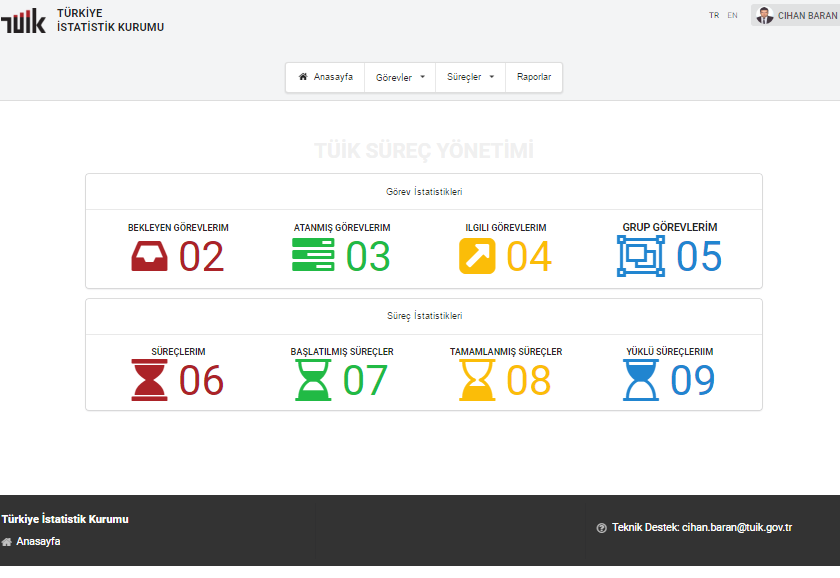 TÜİK
TÜRKİYE
İSTATİSTİK KURUMU
TR EN CIHAN BARAN
Anasayfa Görevler Süreçler Raporlar
TÜİK SÜREÇ YÖNETİMİ
Görev İstatistikleri
BEKLEYEN GÖREVLERIM ATANMIŞ GÖREVLERIM ILGILI GÖREVLERIM GRUP GÖREVLERİM
02 03 04 05
Süreç İstatistikleri
SÜREÇLERIM BAŞLATILMIŞ SÜREÇLER TAMAMLANMIŞ SÜREÇLER YÜKLÜ SÜREÇLERIIM
06 07 08 09
Türkiye İstatistik Kurumu
Teknik Destek: cihan.baran@tuik.gov.tr
Anasayfa